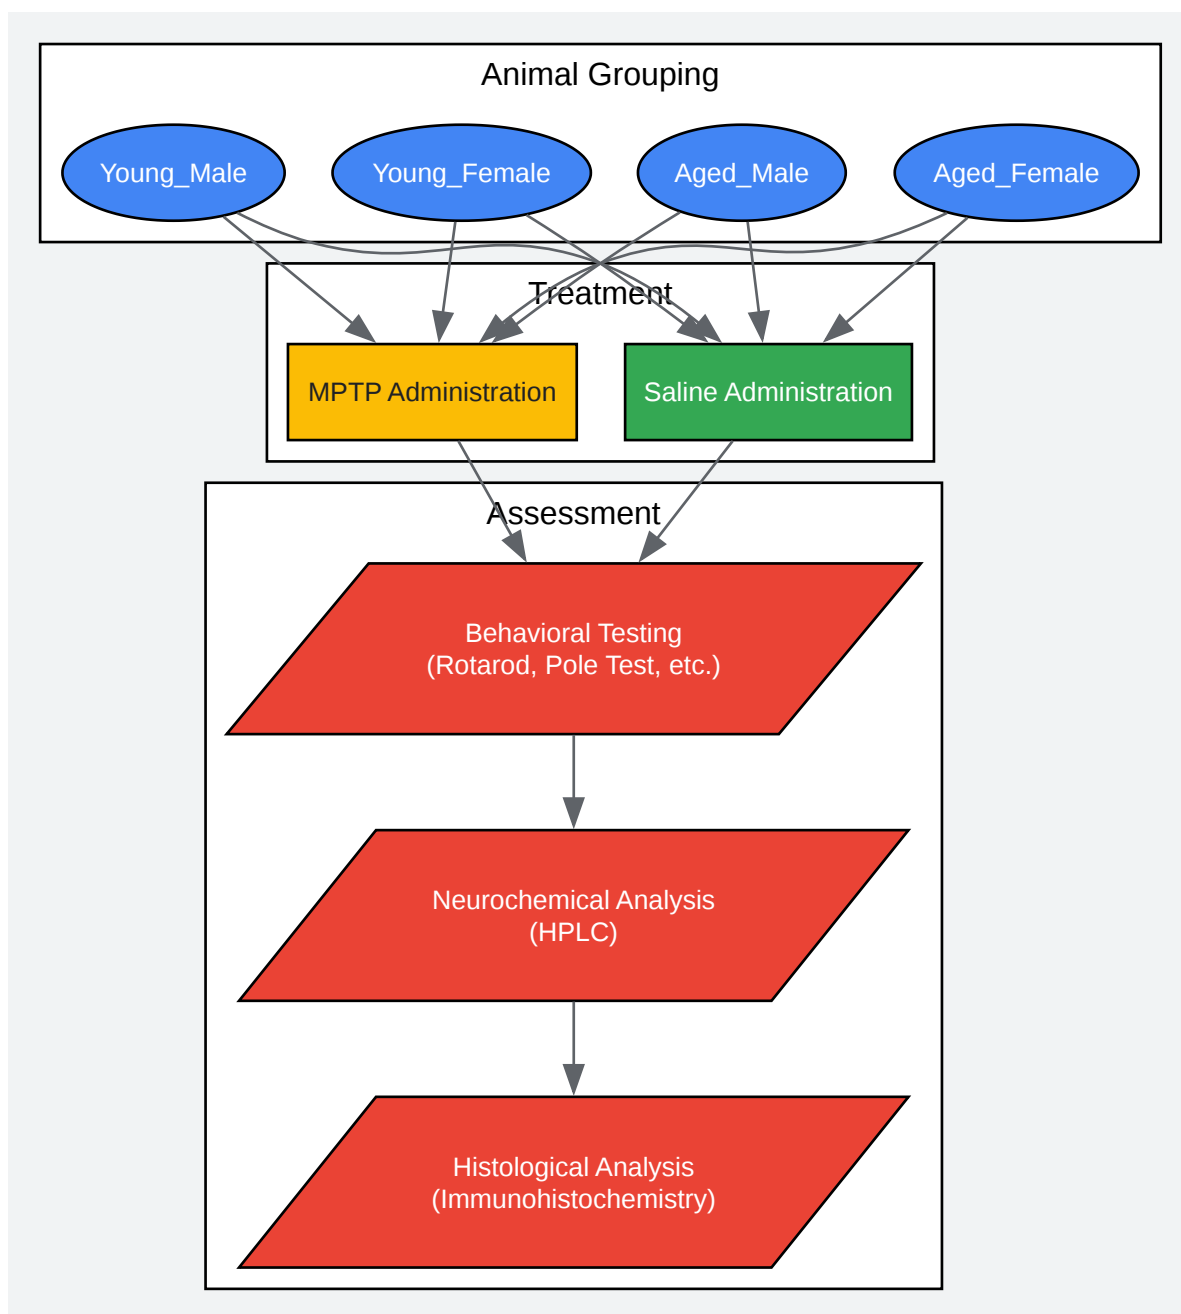 Animal Grouping
Young_Male
Young_Female
Aged_Male
Aged_Female
Treatment
MPTP Administration
Saline Administration
Assessment
Behavioral Testing
(Rotarod, Pole Test, etc.)
Neurochemical Analysis
(HPLC)
Histological Analysis
(Immunohistochemistry)